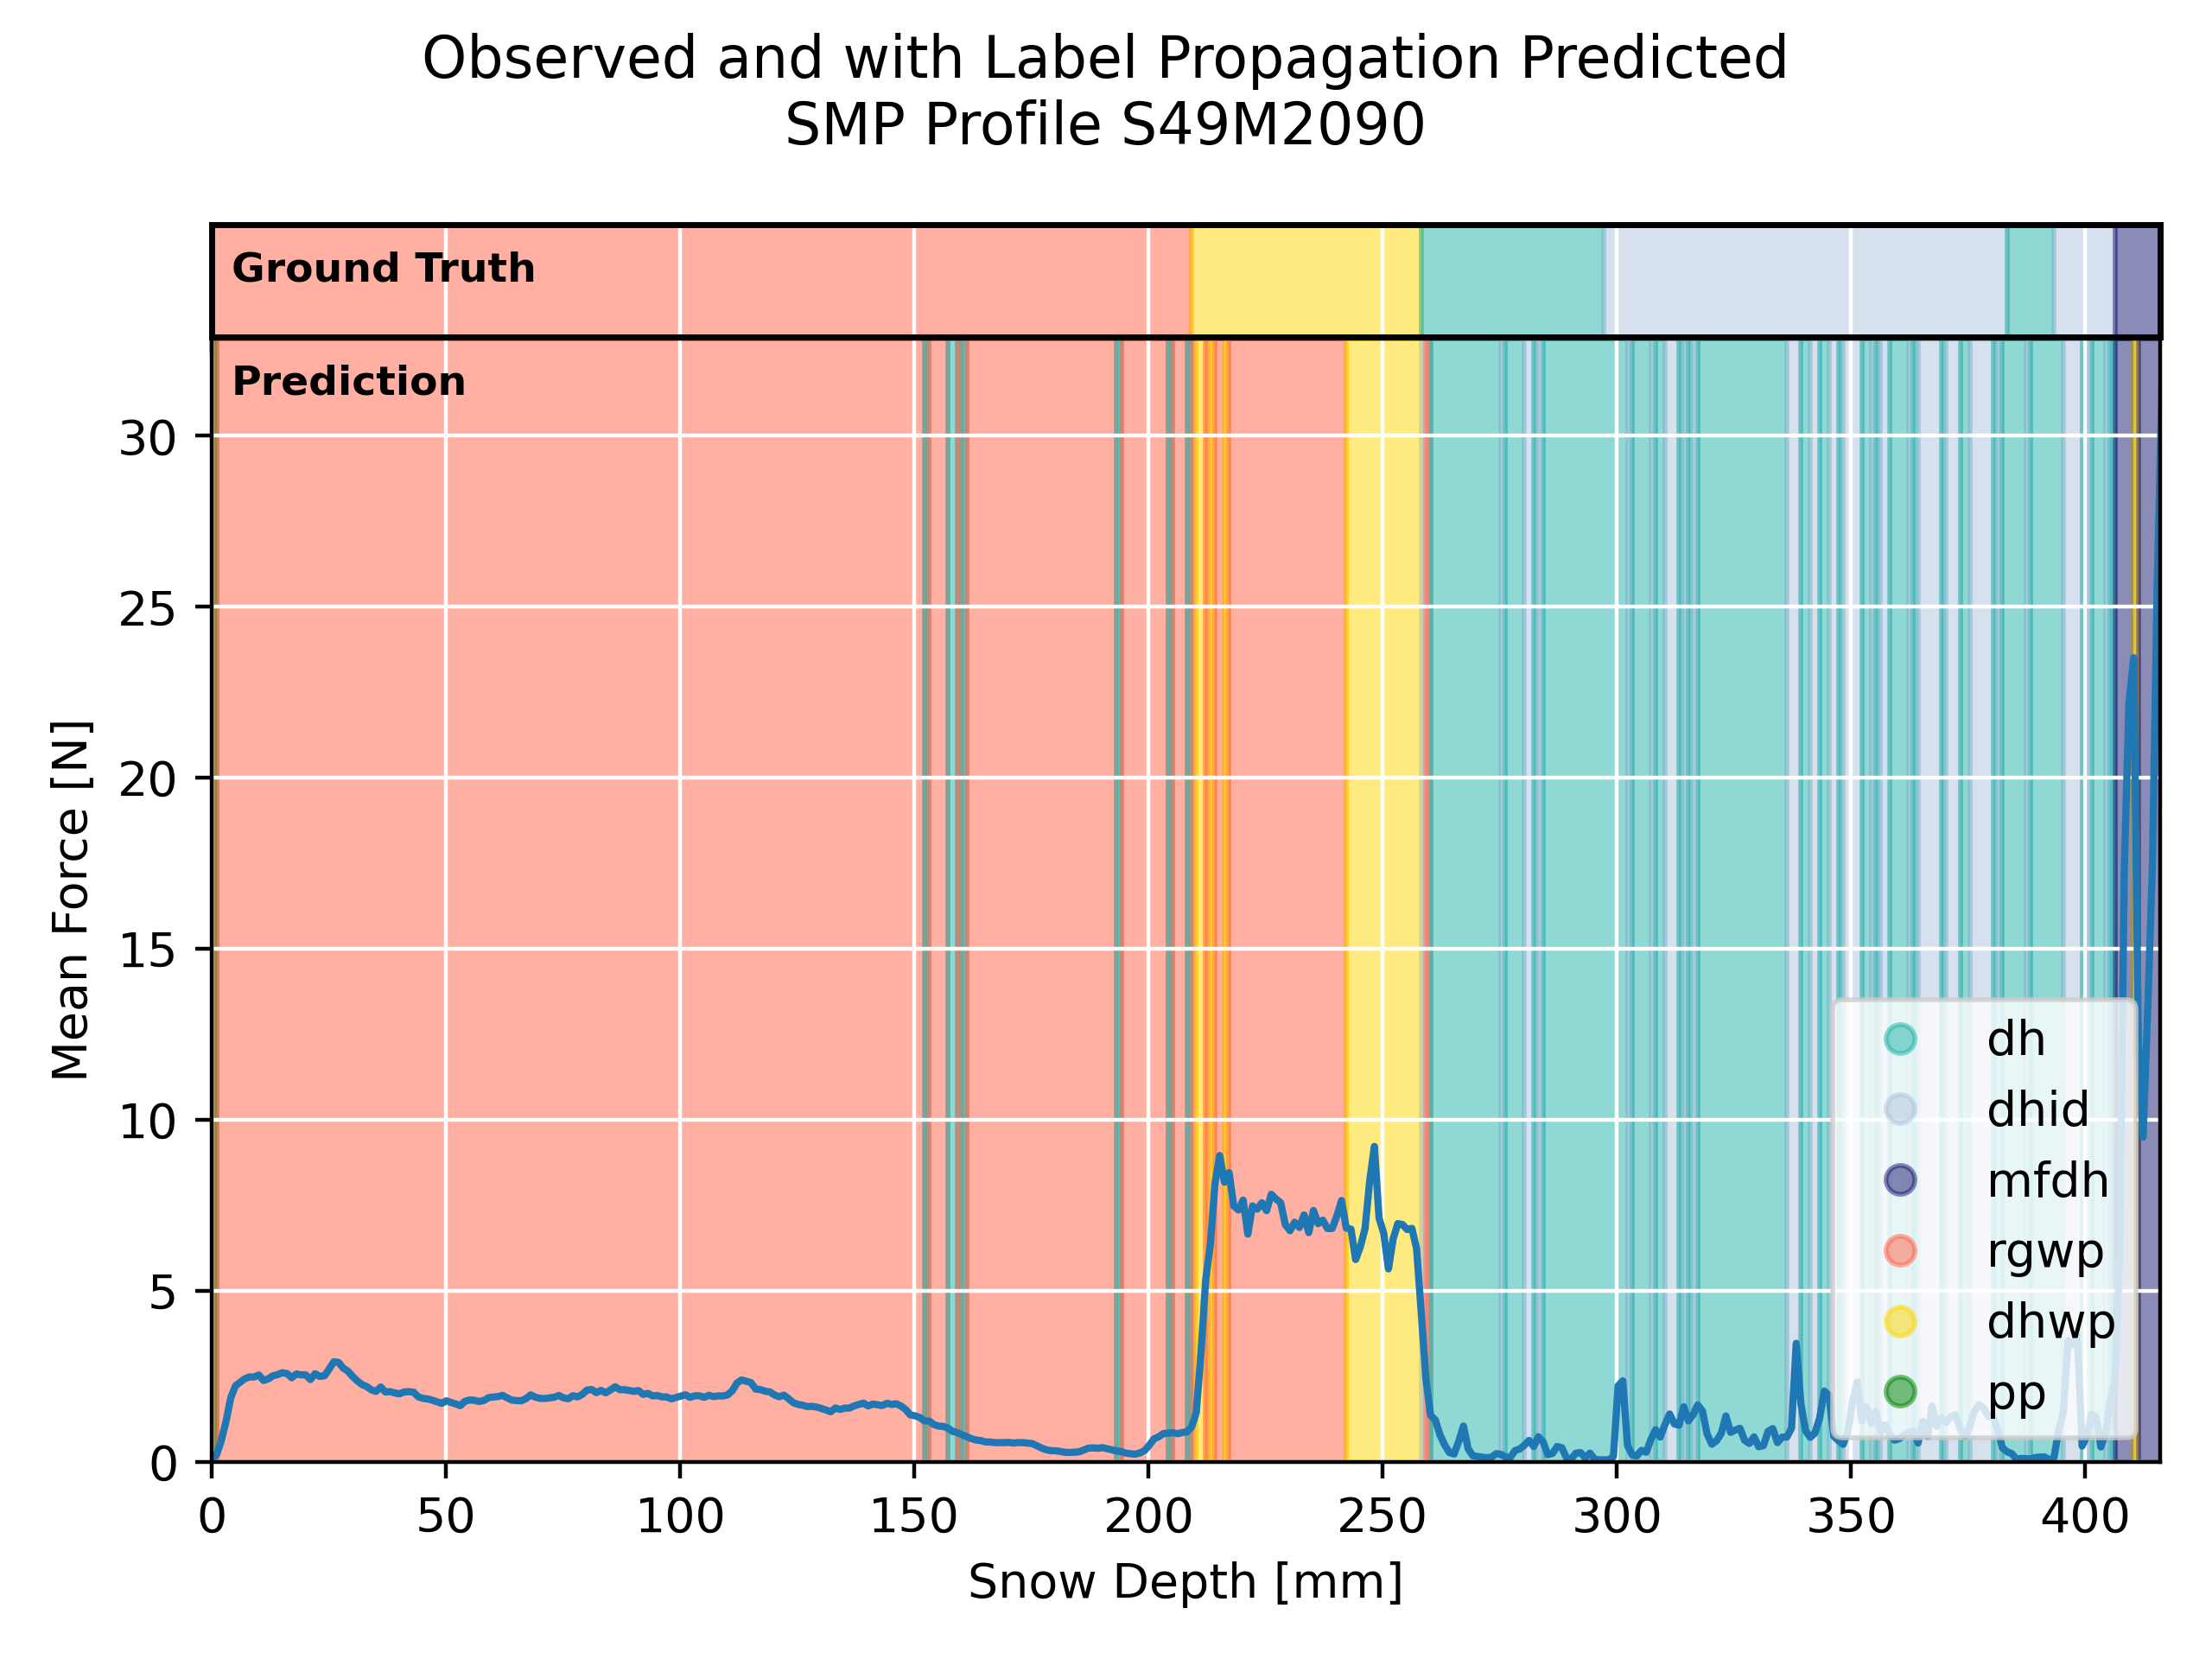 Observed and with Label Propagation Predicted
SMP Profile S49M2090
Ground Truth
Prediction
30
25
20
15
10
5
0
Mean Force [N]
dh
dhid
mfdh
rgwp
dhwp
pp
0 50 100 150 200 250 300 350 400
Snow Depth [mm]